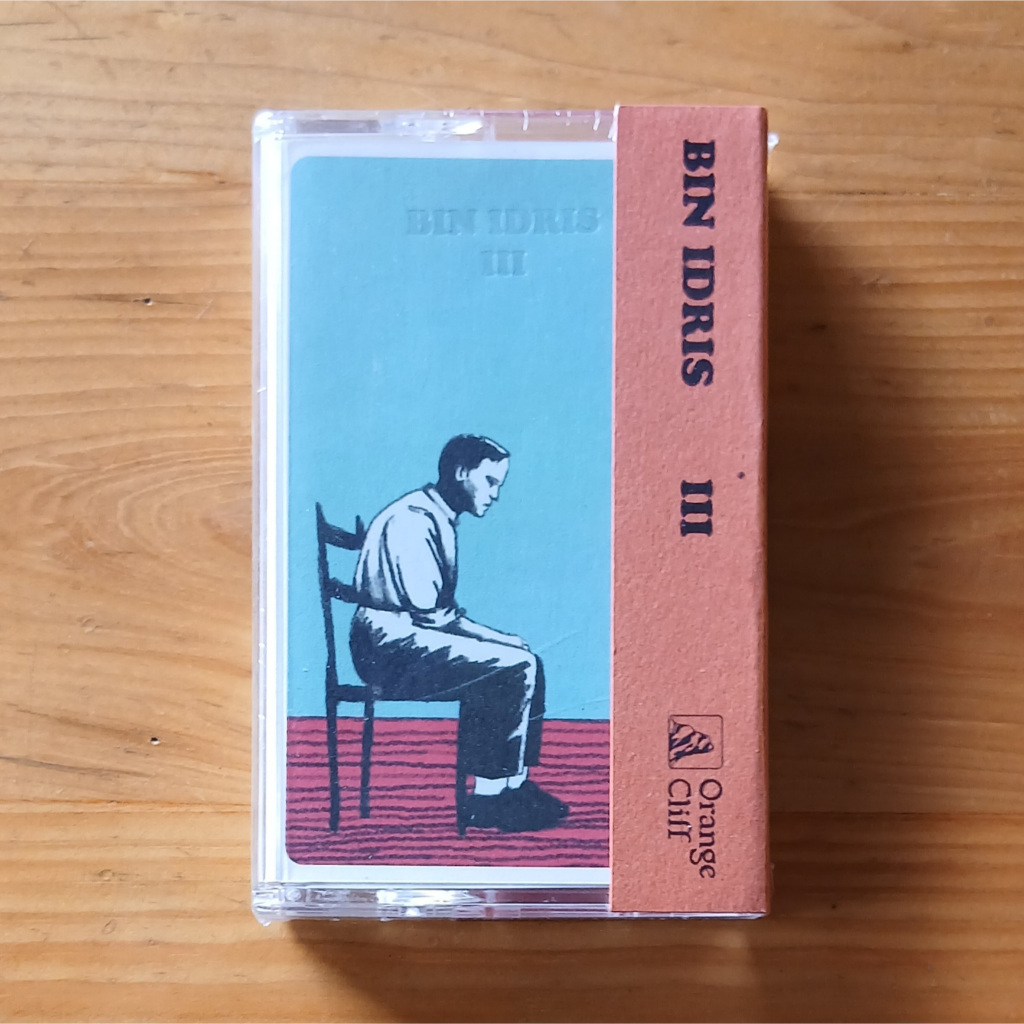 BIN IDRIS
III
BIN IDRIS III
Orange
Cliff